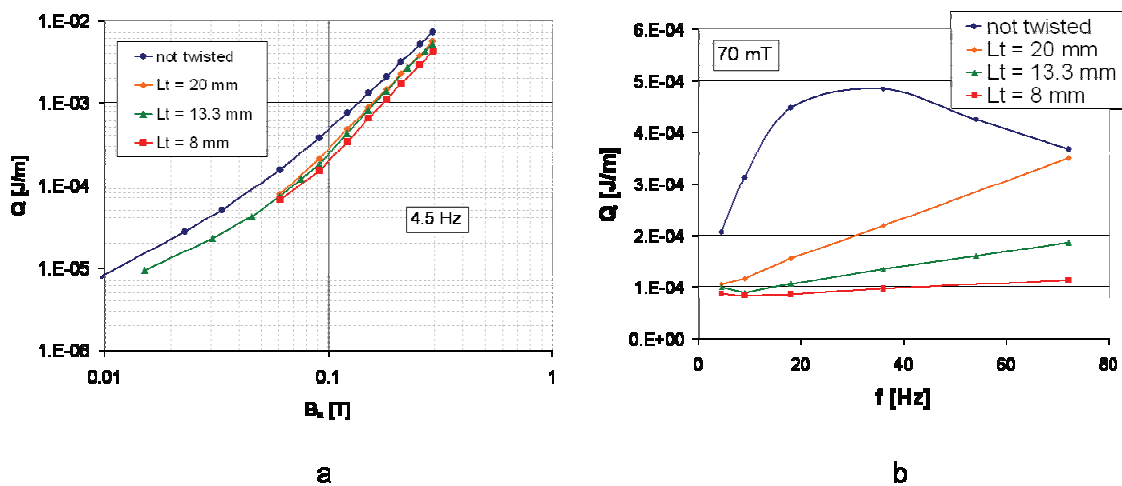 1.E-02
1.E-03
1.E-04
1.E-05
1.E-06
Q [J/m]
not twisted
Lt = 20 mm
Lt = 13.3 mm
Lt = 8 mm
4.5 Hz
0.01
0.1
1
Ba [T]
a
6.E-04
5.E-04
4.E-04
3.E-04
2.E-04
1.E-04
0.E+00
Q [J/m]
70 mT
not twisted
Lt = 20 mm
Lt = 13.3 mm
Lt = 8 mm
0
20
40
60
80
f [Hz]
b